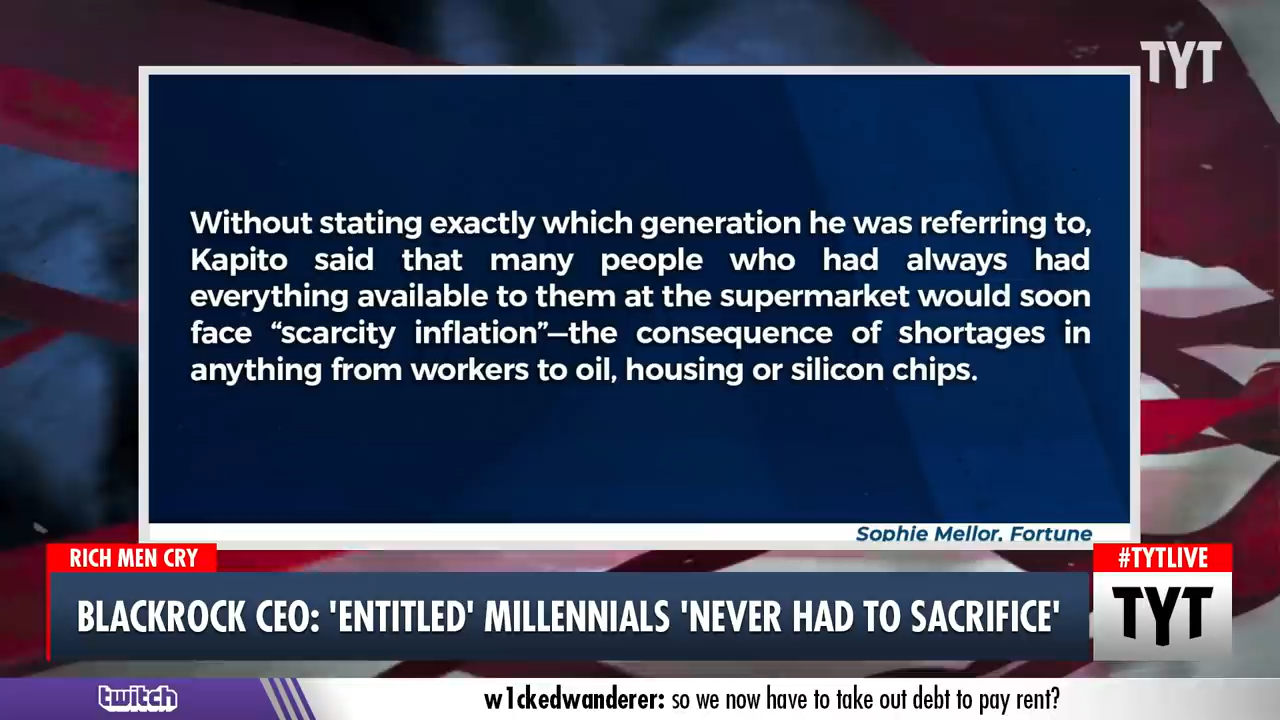 TYT
Without stating exactly which generation he was referring to,
Kapito said that many people who had always had
everything available to them at the supermarket would soon
face “scarcity inflation”—the consequence of shortages in
anything from workers to oil, housing or silicon chips.
Sophie Mellor, Fortune
RICH MEN CRY
#TYTLIVE
BLACKROCK CEO: 'ENTITLED' MILLENNIALS 'NEVER HAD TO SACRIFICE'
TYT
twitch
w1ckedwanderer: so we now have to take out debt to pay rent?